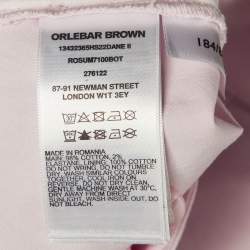 ORLEBAR BROWN
13432365HS22DANE II
ROSUM7100BOT
276122
87-91 NEWMAN STREET
LONDON W1T 3EY
184/
MADE IN ROMANIA
MAIN: 98% COTTON, 2%
ELASTANE, LINING: 100% COTTON
DO NOT WRING. DO NOT SOAK. DRY
WASH SIMILAR COLOURS
TOGETHER. COOL IRON ON
REVERSE. DO NOT DRY CLEAN.
GENTLE MACHINE WASH AT 30°C.
DRY AWAY FROM DIRECT
SUNLIGHT. WASH INSIDE OUT. DO
NOT BLEACH.